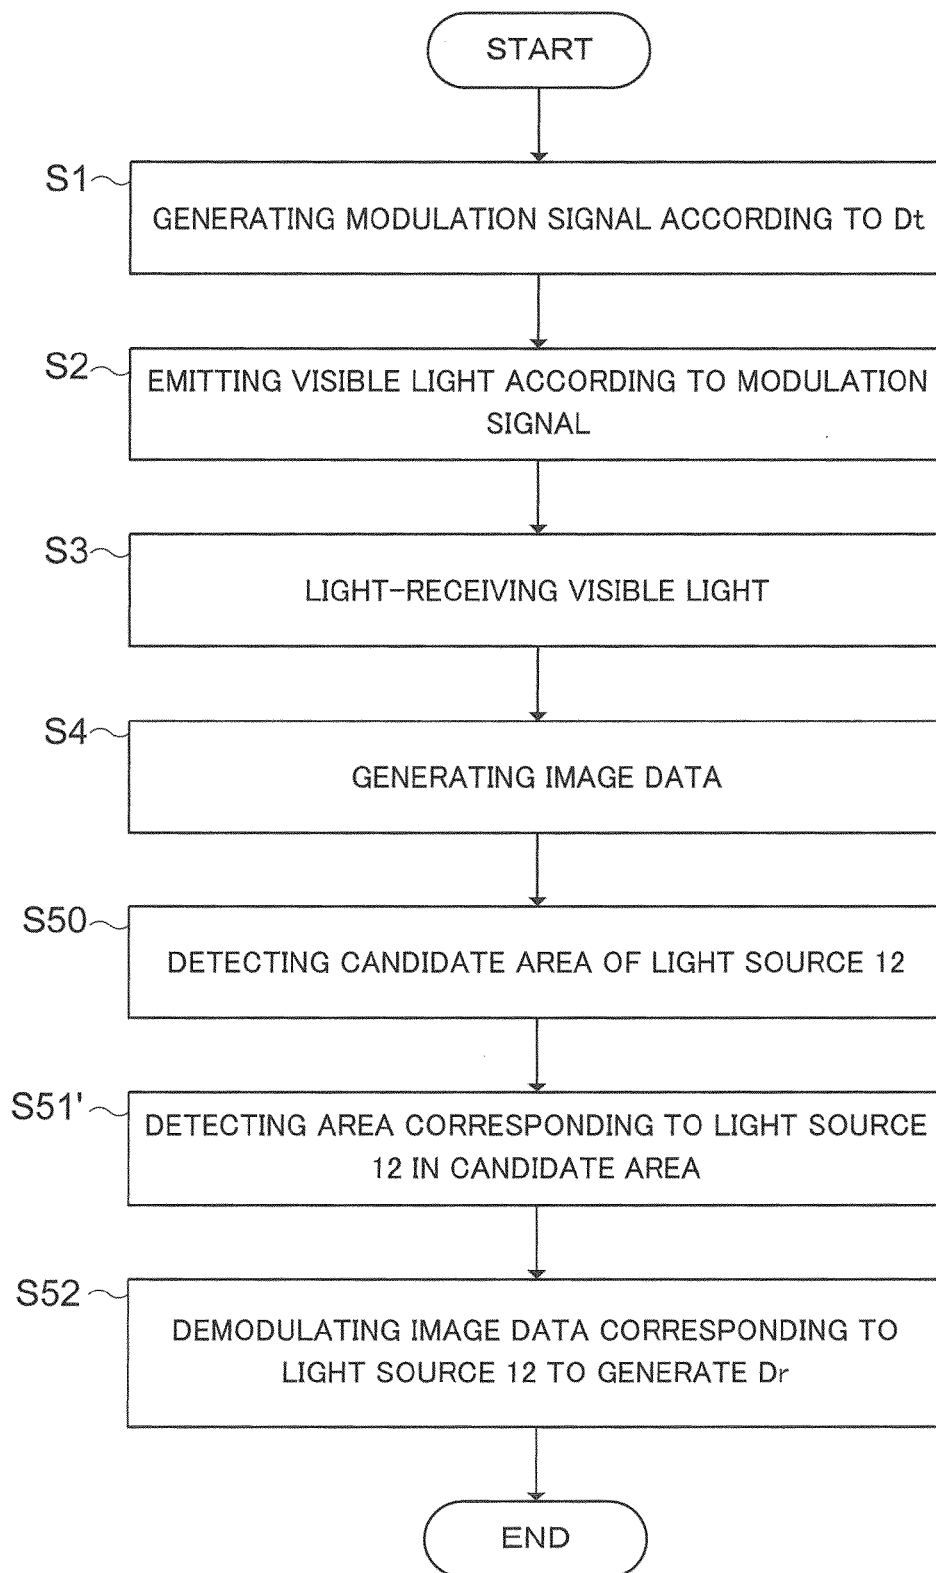 START
S1
GENERATING MODULATION SIGNAL ACCORDING TO Dt
S2
EMITTING VISIBLE LIGHT ACCORDING TO MODULATION
SIGNAL
S3
LIGHT-RECEIVING VISIBLE LIGHT
S4
GENERATING IMAGE DATA
S50
DETECTING CANDIDATE AREA OF LIGHT SOURCE 12
S51'
DETECTING AREA CORRESPONDING TO LIGHT SOURCE
12 IN CANDIDATE AREA
S52
DEMODULATING IMAGE DATA CORRESPONDING TO
LIGHT SOURCE 12 TO GENERATE Dr
END